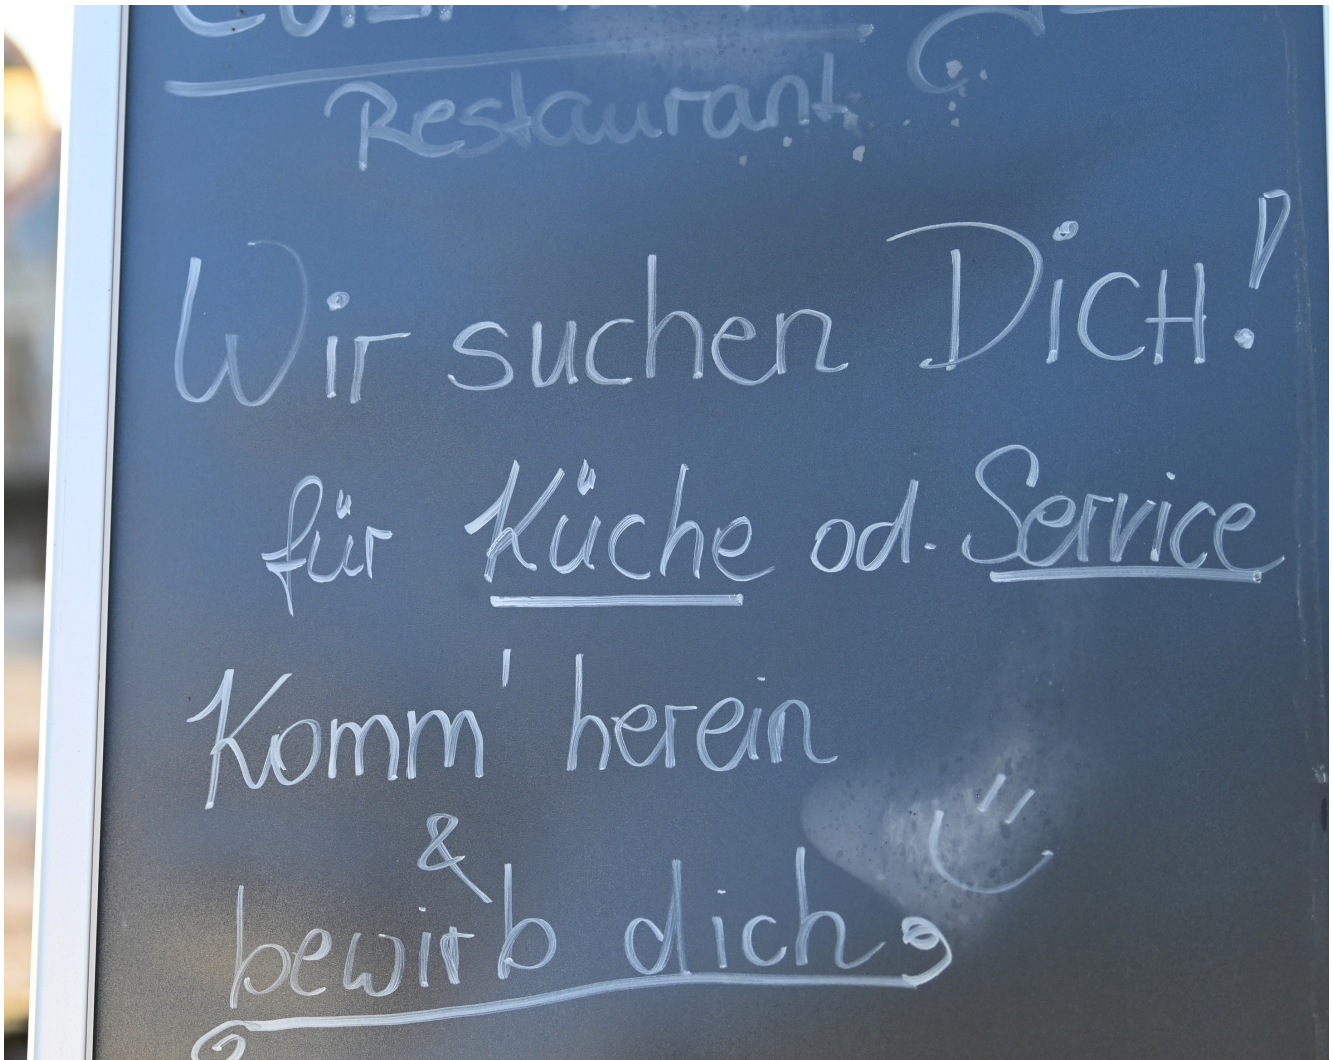 Restaurant
Wir suchen DiCH!
für Küche od. Service
Komm' herein
&
bewirb dich